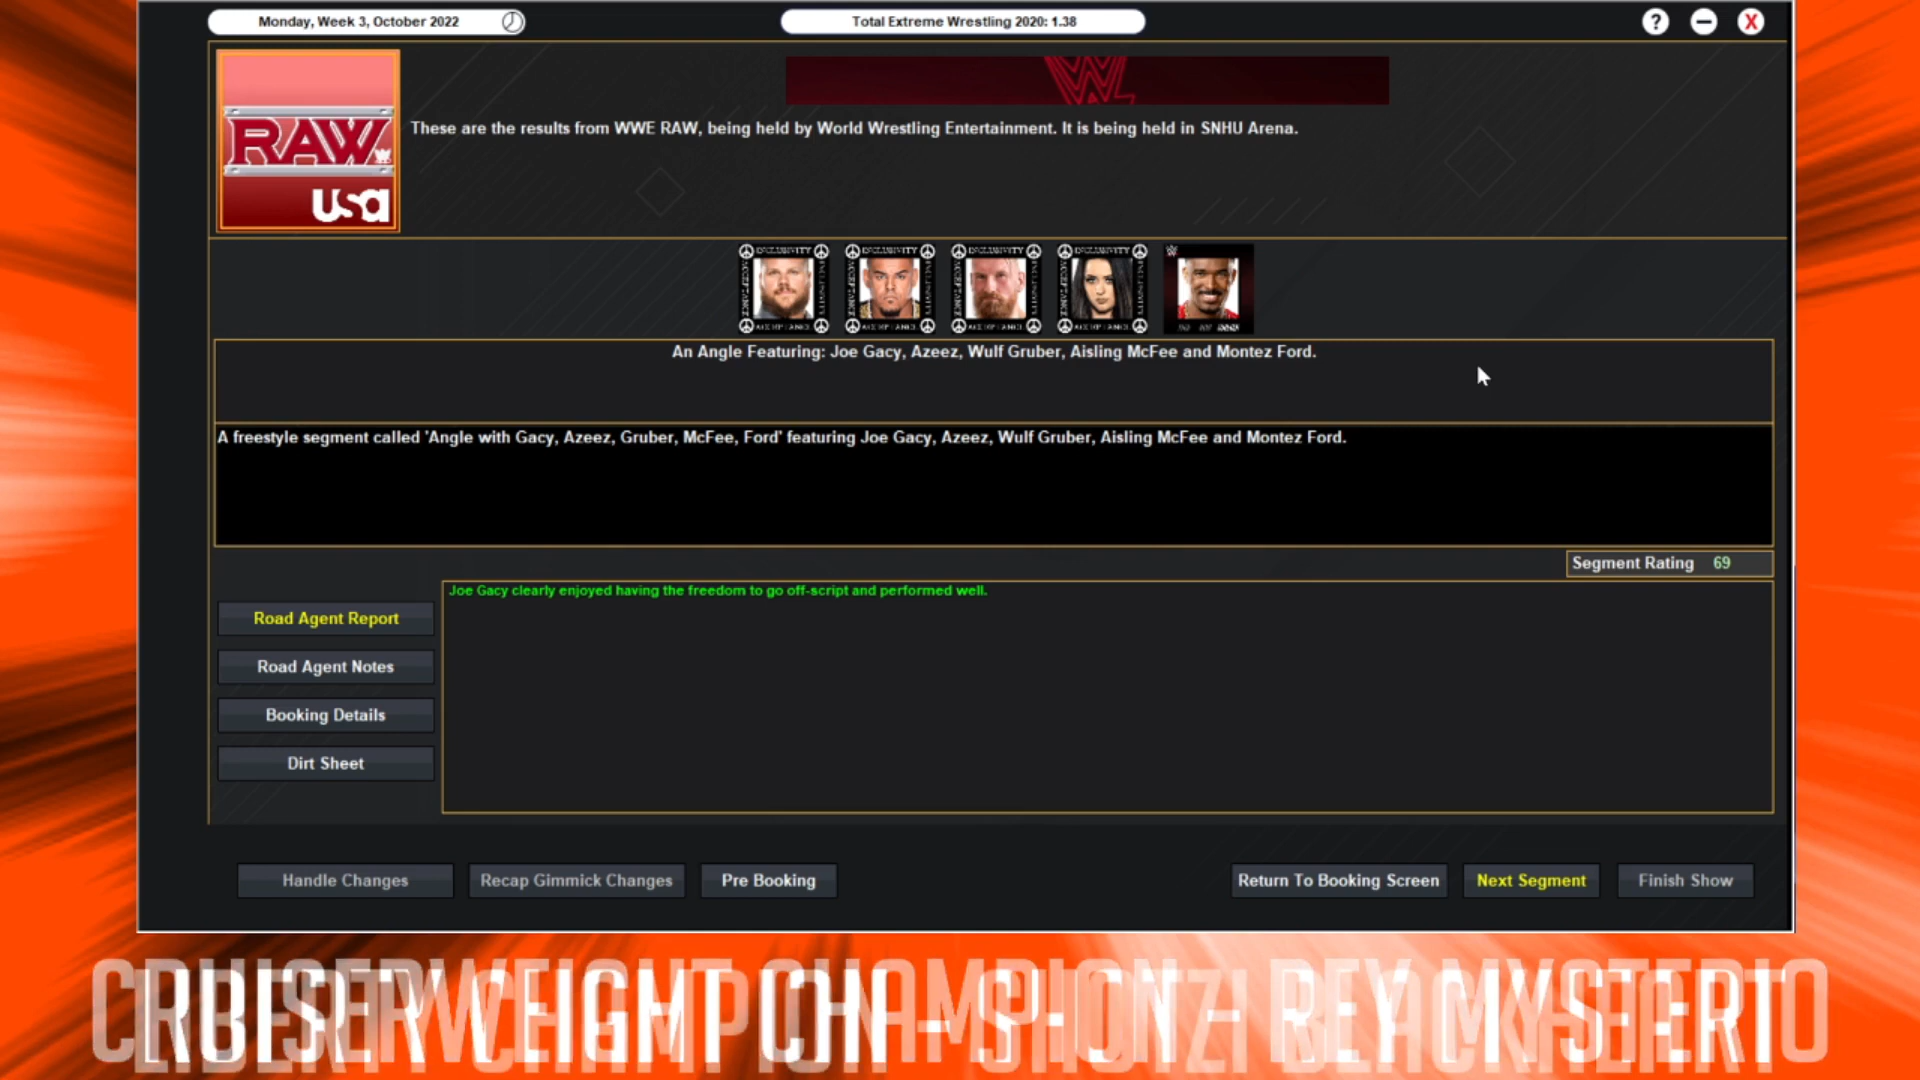 Monday, Week 3, October 2022
Total Extreme Wrestling 2020: 1.38
?
X
RAW
usa
These are the results from WWE RAW, being held by World Wrestling Entertainment. It is being held in SNHU Arena.
An Angle Featuring: Joe Gacy, Azeez, Wulf Gruber, Aisling McFee and Montez Ford.
A freestyle segment called 'Angle with Gacy, Azeez, Gruber, McFee, Ford' featuring Joe Gacy, Azeez, Wulf Gruber, Aisling McFee and Montez Ford.
Segment Rating 69
Joe Gacy clearly enjoyed having the freedom to go off-script and performed well.
Road Agent Report
Road Agent Notes
Booking Details
Dirt Sheet
Handle Changes
Recap Gimmick Changes
Pre Booking
Return To Booking Screen
Next Segment
Finish Show
CRUISERWEIGHT CHAMPION - REY MYSTERIO